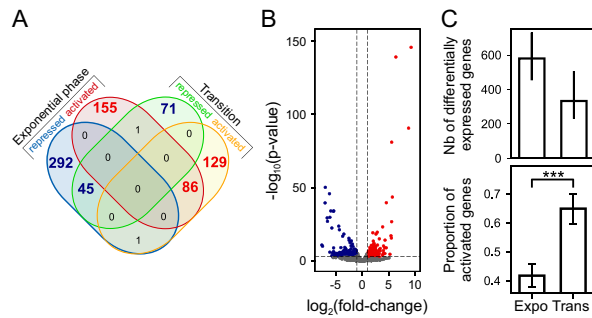 A
Exponential phase
repressed activated
Transition
repressed activated
155
71
292
129
0
1
0
0
0
45
0
86
0
0
1
B
-log10(p-value)
150
100
50
0
-5
0
5
10
log2(fold-change)
C
Nb of differentially
expressed genes
600
400
200
0
Proportion of
activated genes
0.7
0.6
0.5
0.4
***
Expo Trans